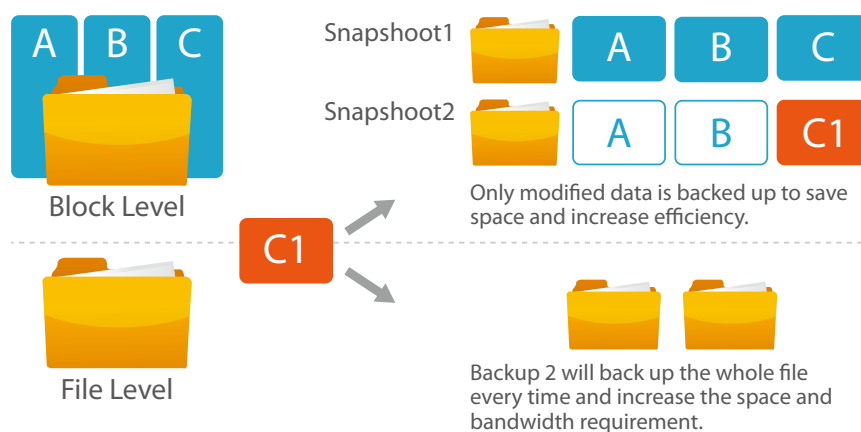 A B C
Block Level
Snapshoot1 A B C
Snapshoot2 A B C1
Only modified data is backed up to save
space and increase efficiency.
C1
File Level
Backup 2 will back up the whole file
every time and increase the space and
bandwidth requirement.